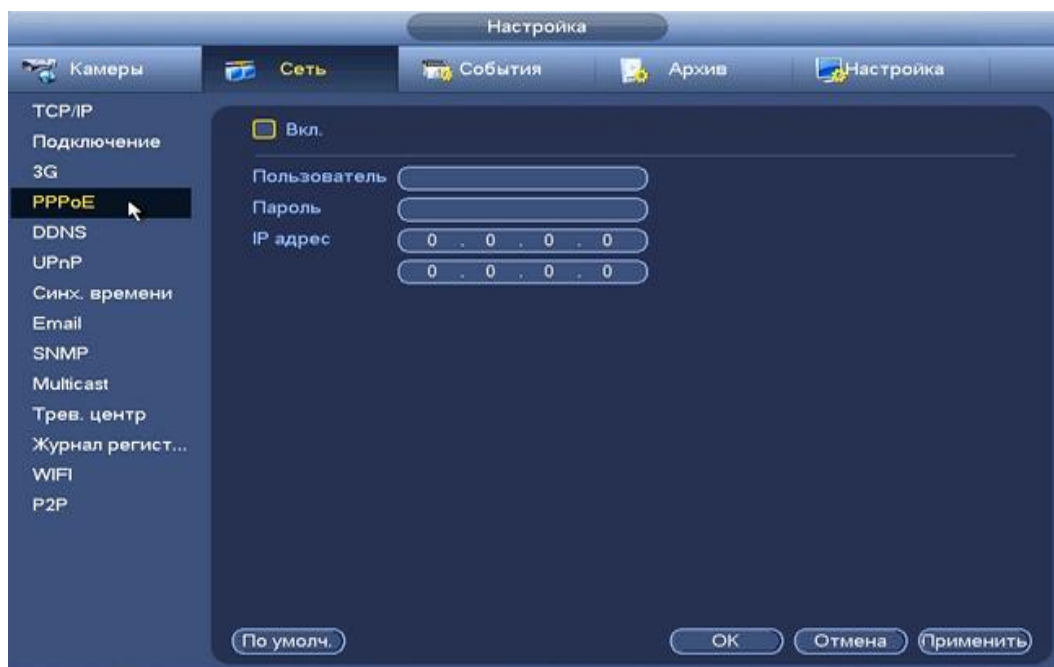 Настройка
Камеры Сеть События Архив Настройка
TCP/IP
Подключение
3G
PPPoE
DDNS
UPnP
Синх. времени
Email
SNMP
Multicast
Трев. центр
Журнал регист...
WIFI
P2P
Вкл.
Пользователь
Пароль
IP адрес 0 . 0 . 0 . 0
0 . 0 . 0 . 0
По умолч. OK Отмена Применить